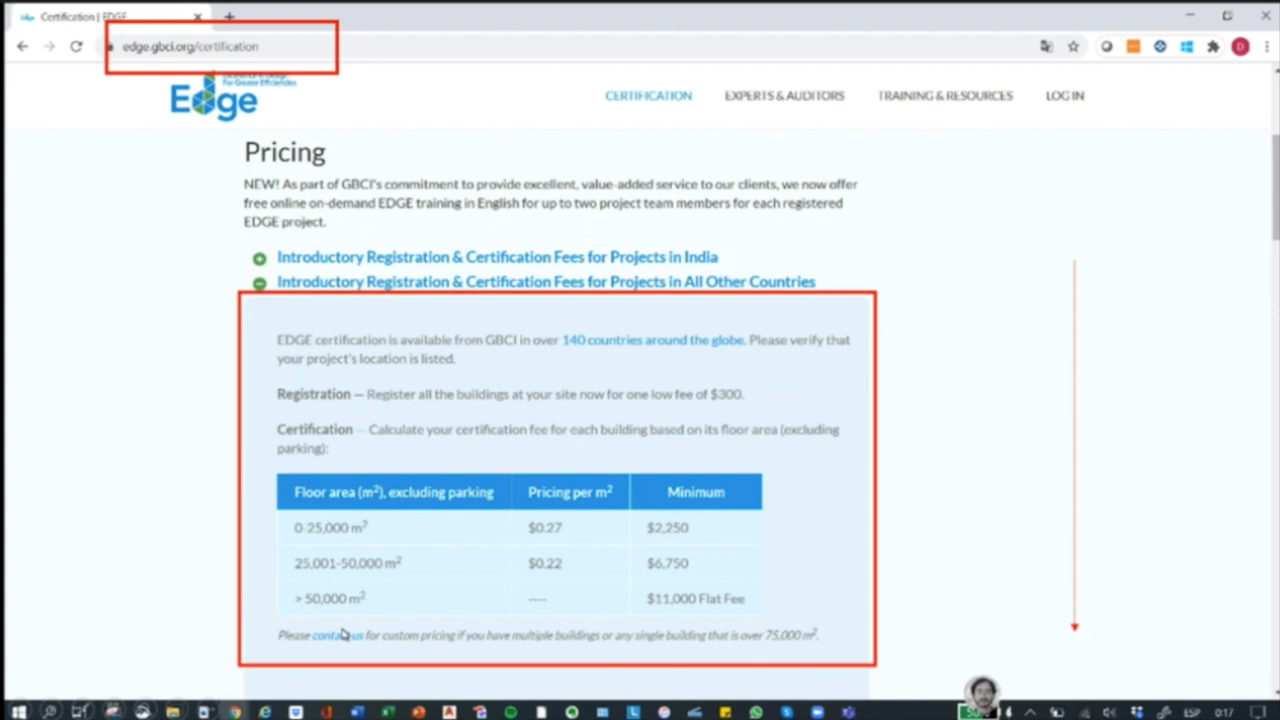 Certification | EDGE
edge.gbci.org/certification
D
For Greater Efficiencies
Edge
CERTIFICATION
EXPERTS & AUDITORS
TRAINING & RESOURCES
LOG IN
Pricing
NEW! As part of GBCI's commitment to provide excellent, value-added service to our clients, we now offer
free online on-demand EDGE training in English for up to two project team members for each registered
EDGE project.
Introductory Registration & Certification Fees for Projects in India
Introductory Registration & Certification Fees for Projects in All Other Countries
EDGE certification is available from GBCI in over 140 countries around the globe. Please verify that
your project's location is listed.
Registration — Register all the buildings at your site now for one low fee of $300.
Certification — Calculate your certification fee for each building based on its floor area (excluding
parking):
Floor area (m²), excluding parking Pricing per m² Minimum
0-25,000 m² $0.27 $2,250
25,001-50,000 m² $0.22 $6,750
> 50,000 m² ---- $11,000 Flat Fee
Please contact us for custom pricing if you have multiple buildings or any single building that is over 75,000 m².
ESP 0:17